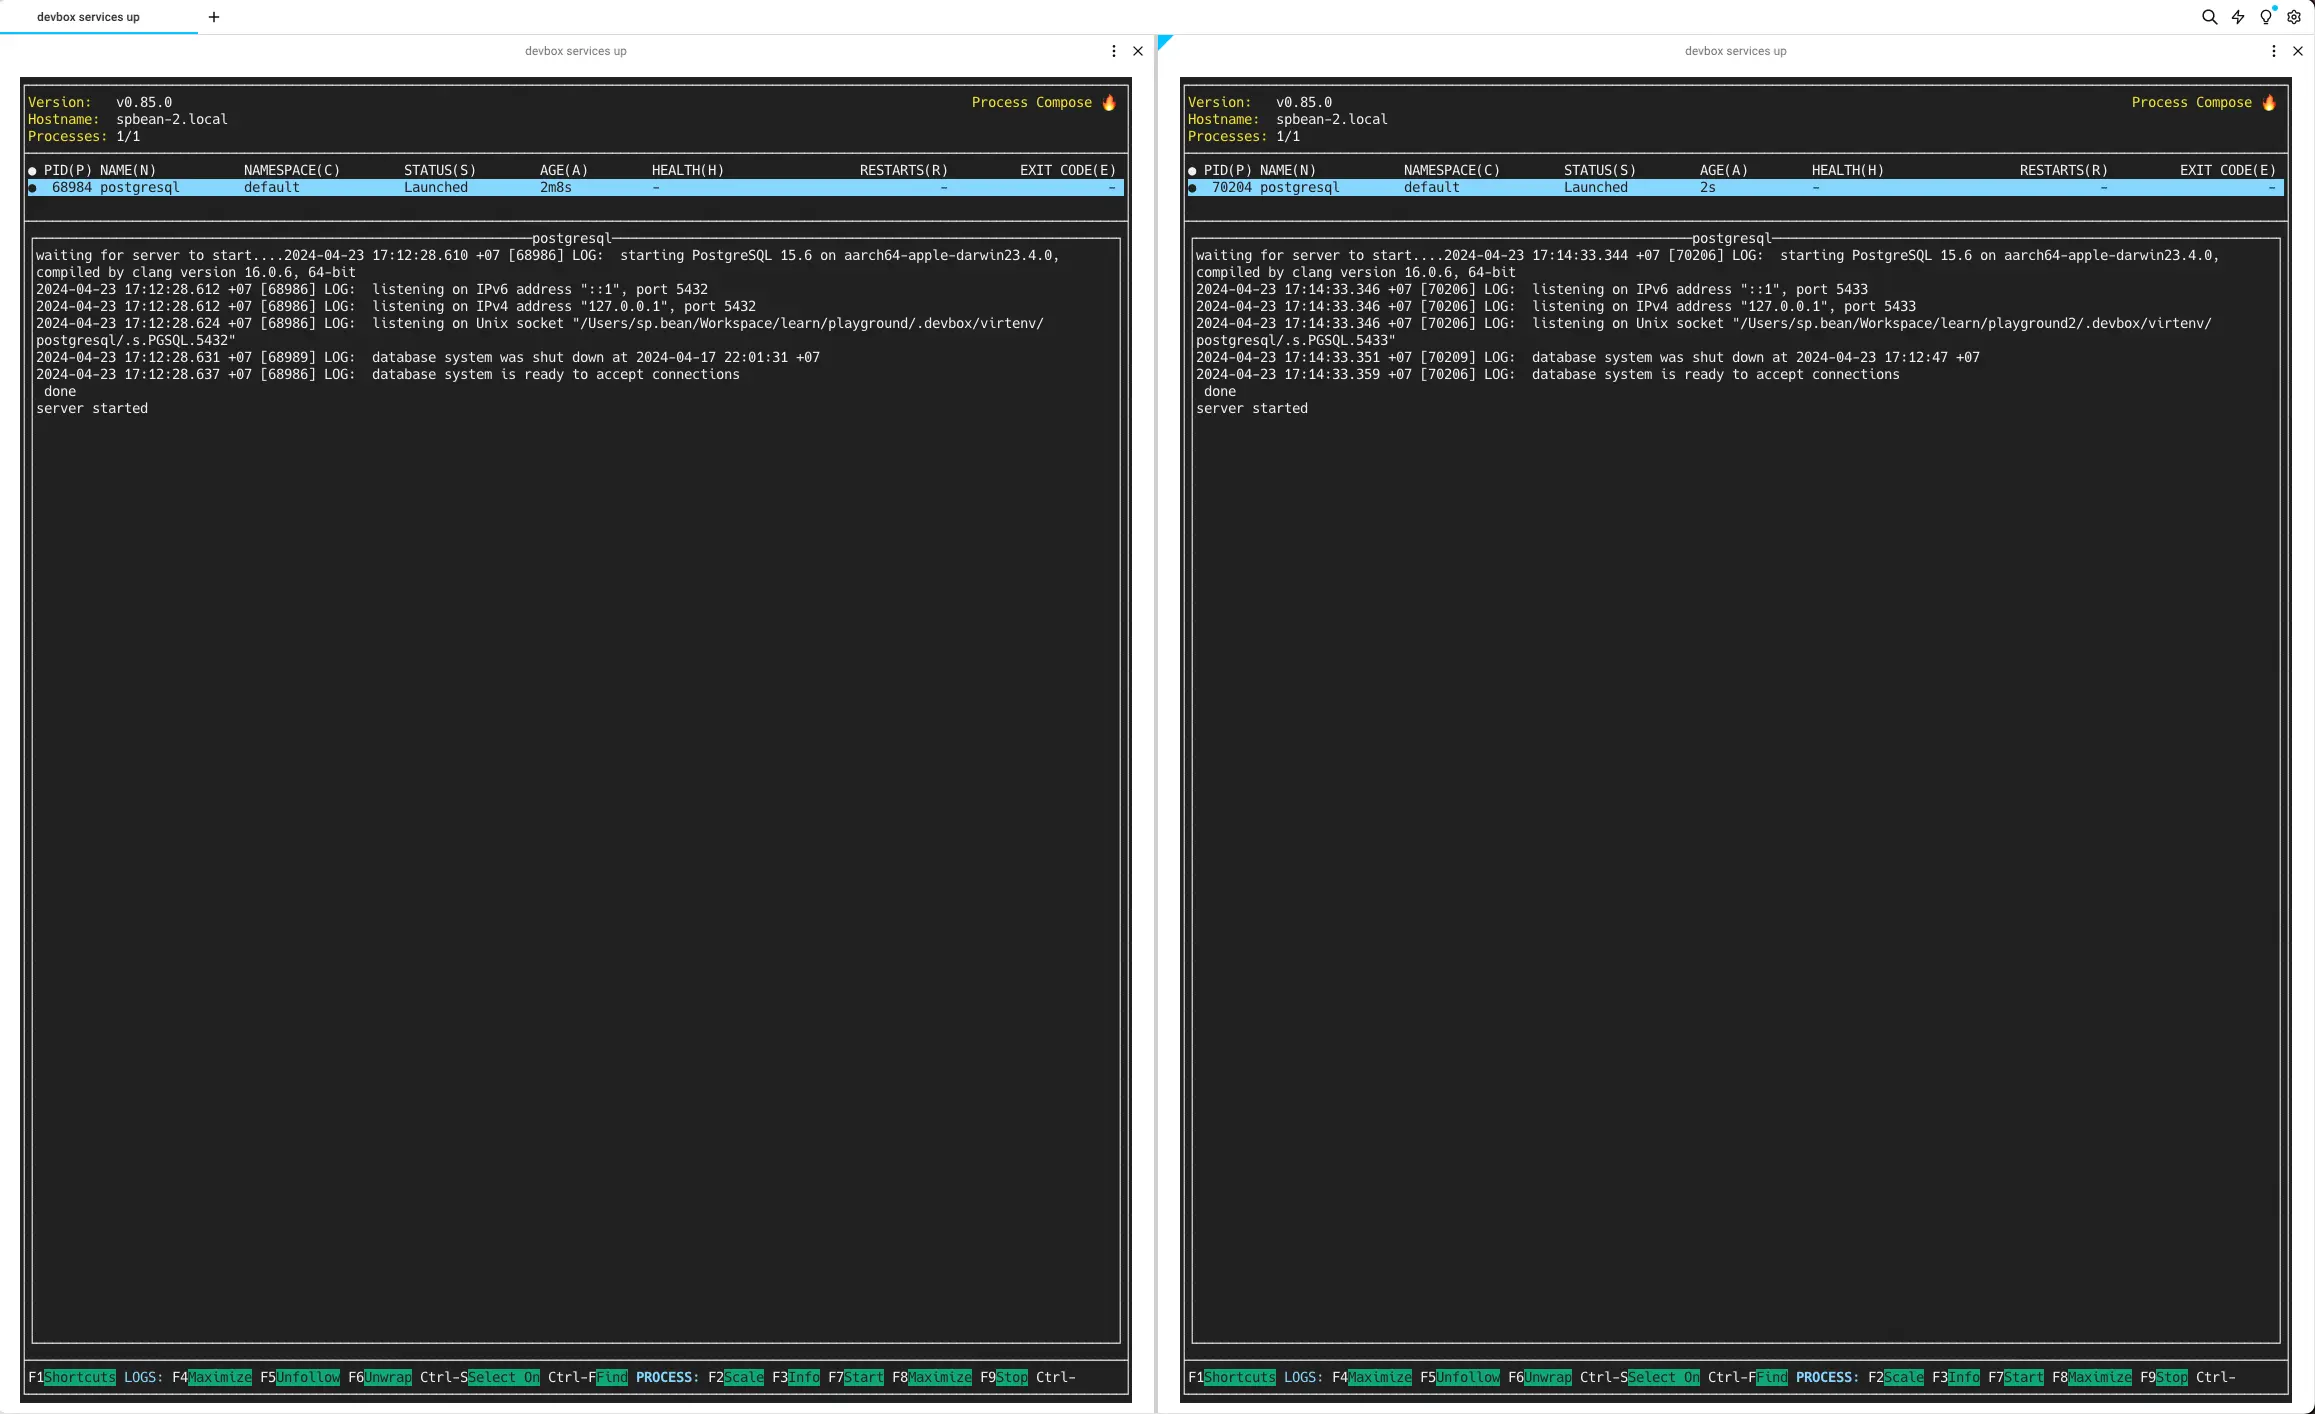 devbox services up +
devbox services up
Version: v0.85.0 Process Compose 🔥
Hostname: spbean-2.local
Processes: 1/1
● PID(P) NAME(N) NAMESPACE(C) STATUS(S) AGE(A) HEALTH(H) RESTARTS(R) EXIT CODE(E)
● 68984 postgresql default Launched 2m8s - - -
postgresql
waiting for server to start....2024-04-23 17:12:28.610 +07 [68986] LOG:  starting PostgreSQL 15.6 on aarch64-apple-darwin23.4.0,
compiled by clang version 16.0.6, 64-bit
2024-04-23 17:12:28.612 +07 [68986] LOG:  listening on IPv6 address "::1", port 5432
2024-04-23 17:12:28.612 +07 [68986] LOG:  listening on IPv4 address "127.0.0.1", port 5432
2024-04-23 17:12:28.624 +07 [68986] LOG:  listening on Unix socket "/Users/sp.bean/Workspace/learn/playground/.devbox/virtenv/
postgresql/.s.PGSQL.5432"
2024-04-23 17:12:28.631 +07 [68989] LOG:  database system was shut down at 2024-04-17 22:01:31 +07
2024-04-23 17:12:28.637 +07 [68986] LOG:  database system is ready to accept connections
done
server started
F1Shortcuts LOGS: F4Maximize F5Unfollow F6Unwrap Ctrl-SSelect On Ctrl-FFind PROCESS: F2Scale F3Info F7Start F8Maximize F9Stop Ctrl-
devbox services up
Version: v0.85.0 Process Compose 🔥
Hostname: spbean-2.local
Processes: 1/1
● PID(P) NAME(N) NAMESPACE(C) STATUS(S) AGE(A) HEALTH(H) RESTARTS(R) EXIT CODE(E)
● 70204 postgresql default Launched 2s - - -
postgresql
waiting for server to start....2024-04-23 17:14:33.344 +07 [70206] LOG:  starting PostgreSQL 15.6 on aarch64-apple-darwin23.4.0,
compiled by clang version 16.0.6, 64-bit
2024-04-23 17:14:33.346 +07 [70206] LOG:  listening on IPv6 address "::1", port 5433
2024-04-23 17:14:33.346 +07 [70206] LOG:  listening on IPv4 address "127.0.0.1", port 5433
2024-04-23 17:14:33.346 +07 [70206] LOG:  listening on Unix socket "/Users/sp.bean/Workspace/learn/playground2/.devbox/virtenv/
postgresql/.s.PGSQL.5433"
2024-04-23 17:14:33.351 +07 [70209] LOG:  database system was shut down at 2024-04-23 17:12:47 +07
2024-04-23 17:14:33.359 +07 [70206] LOG:  database system is ready to accept connections
done
server started
F1Shortcuts LOGS: F4Maximize F5Unfollow F6Unwrap Ctrl-SSelect On Ctrl-FFind PROCESS: F2Scale F3Info F7Start F8Maximize F9Stop Ctrl-